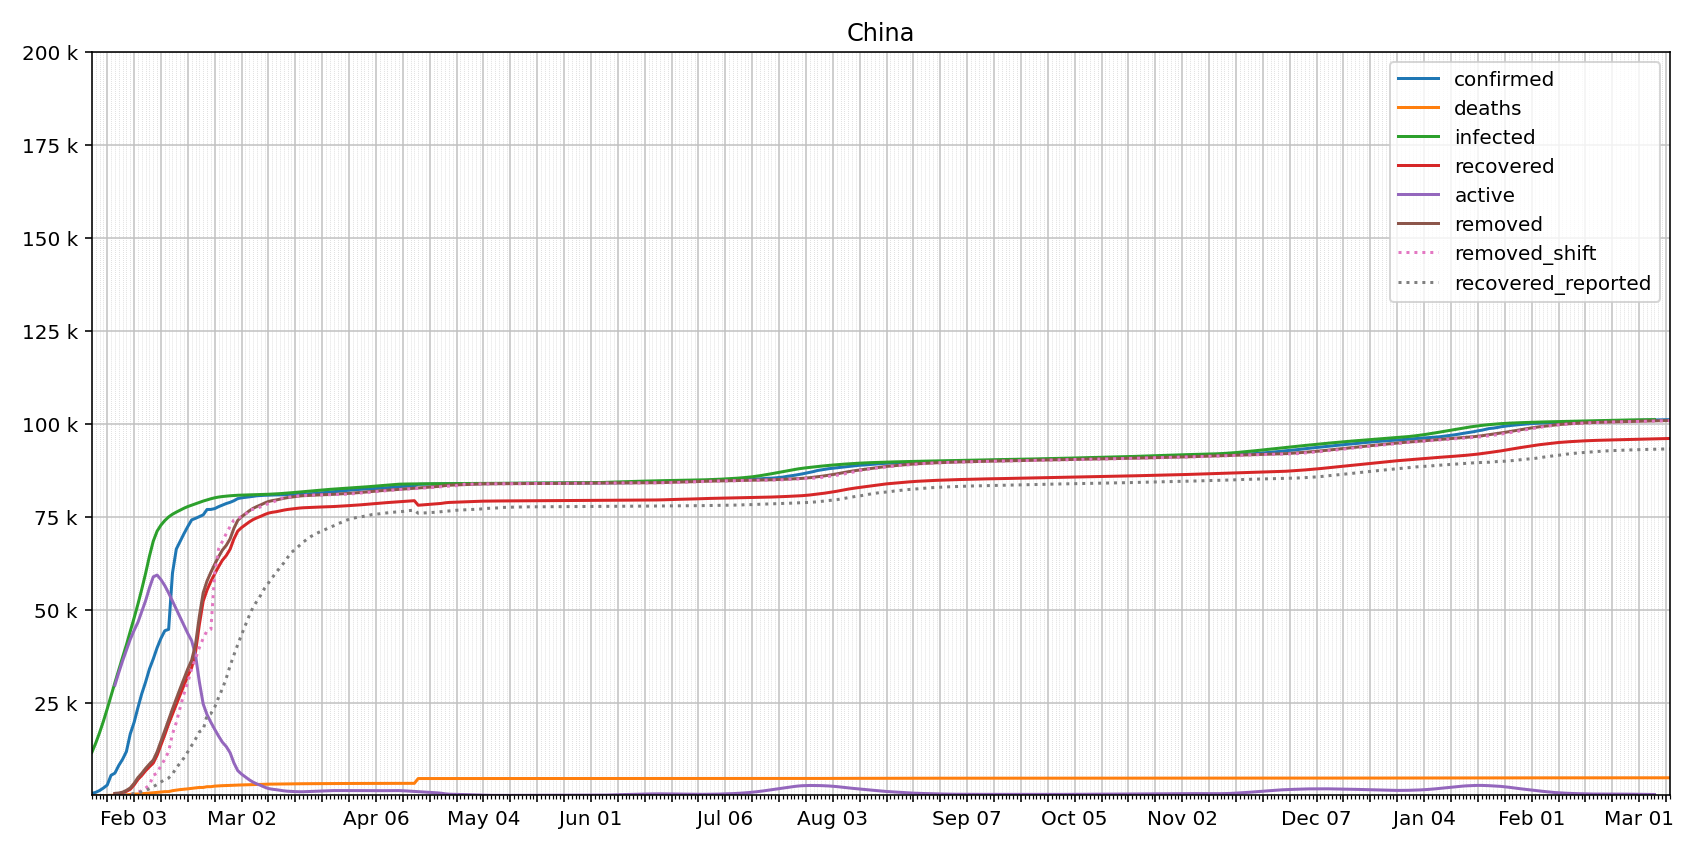 China
200 k
175 k
150 k
125 k
100 k
75 k
50 k
25 k
confirmed
deaths
infected
recovered
active
removed
removed_shift
recovered_reported
Feb 03 Mar 02 Apr 06 May 04 Jun 01 Jul 06 Aug 03 Sep 07 Oct 05 Nov 02 Dec 07 Jan 04 Feb 01 Mar 01